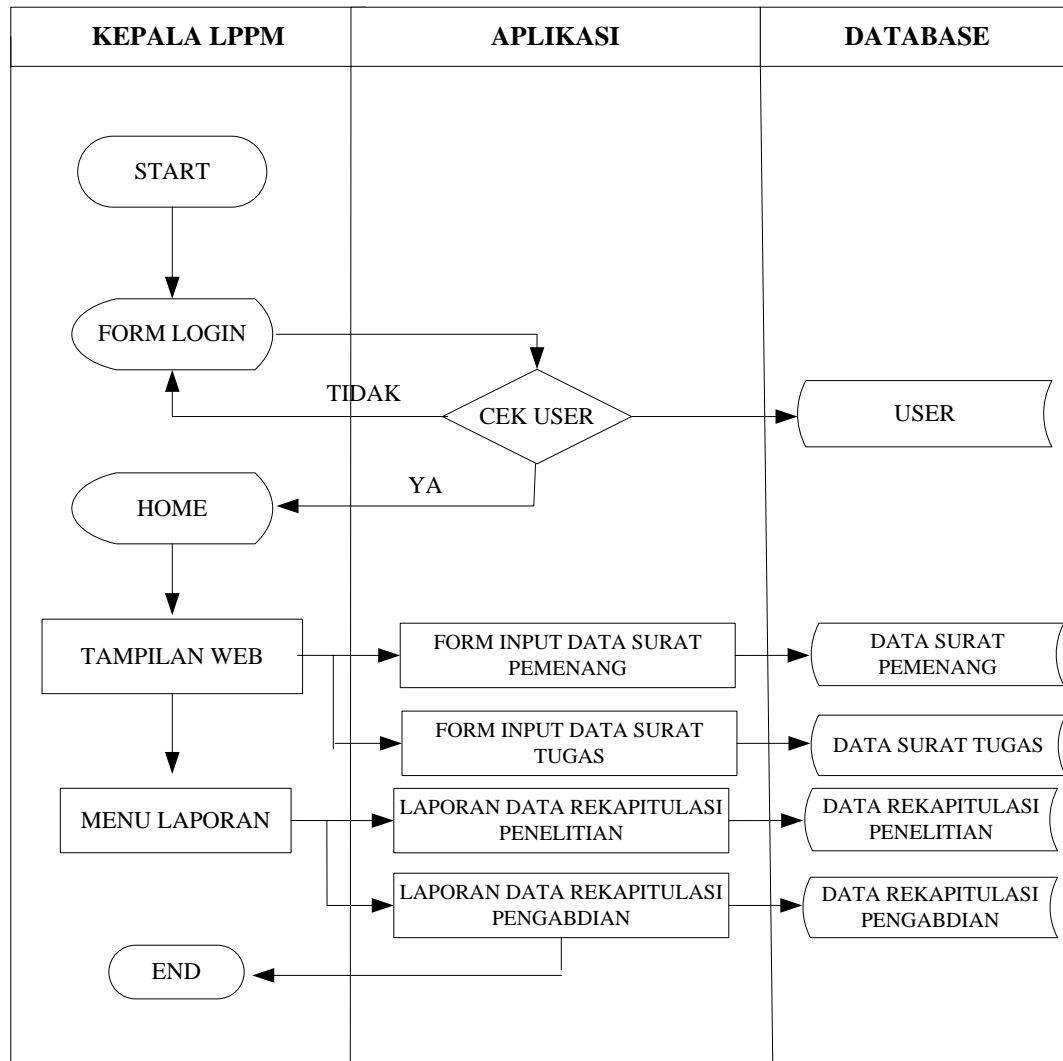 KEPALA LPPM
APLIKASI
DATABASE
START
FORM LOGIN
TIDAK
CEK USER
USER
YA
HOME
TAMPILAN WEB
FORM INPUT DATA SURAT
PEMENANG
DATA SURAT
PEMENANG
FORM INPUT DATA SURAT
TUGAS
DATA SURAT TUGAS
MENU LAPORAN
LAPORAN DATA REKAPITULASI
PENELITIAN
DATA REKAPITULASI
PENELITIAN
LAPORAN DATA REKAPITULASI
PENGABDIAN
DATA REKAPITULASI
PENGABDIAN
END